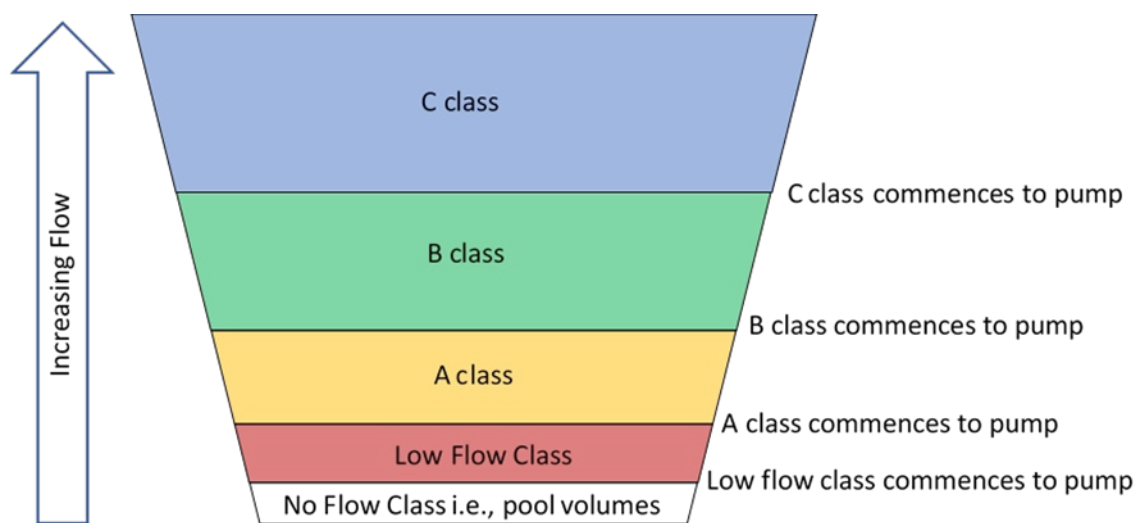 Increasing Flow
C class
C class commences to pump
B class
B class commences to pump
A class
A class commences to pump
Low Flow Class
Low flow class commences to pump
No Flow Class i.e., pool volumes